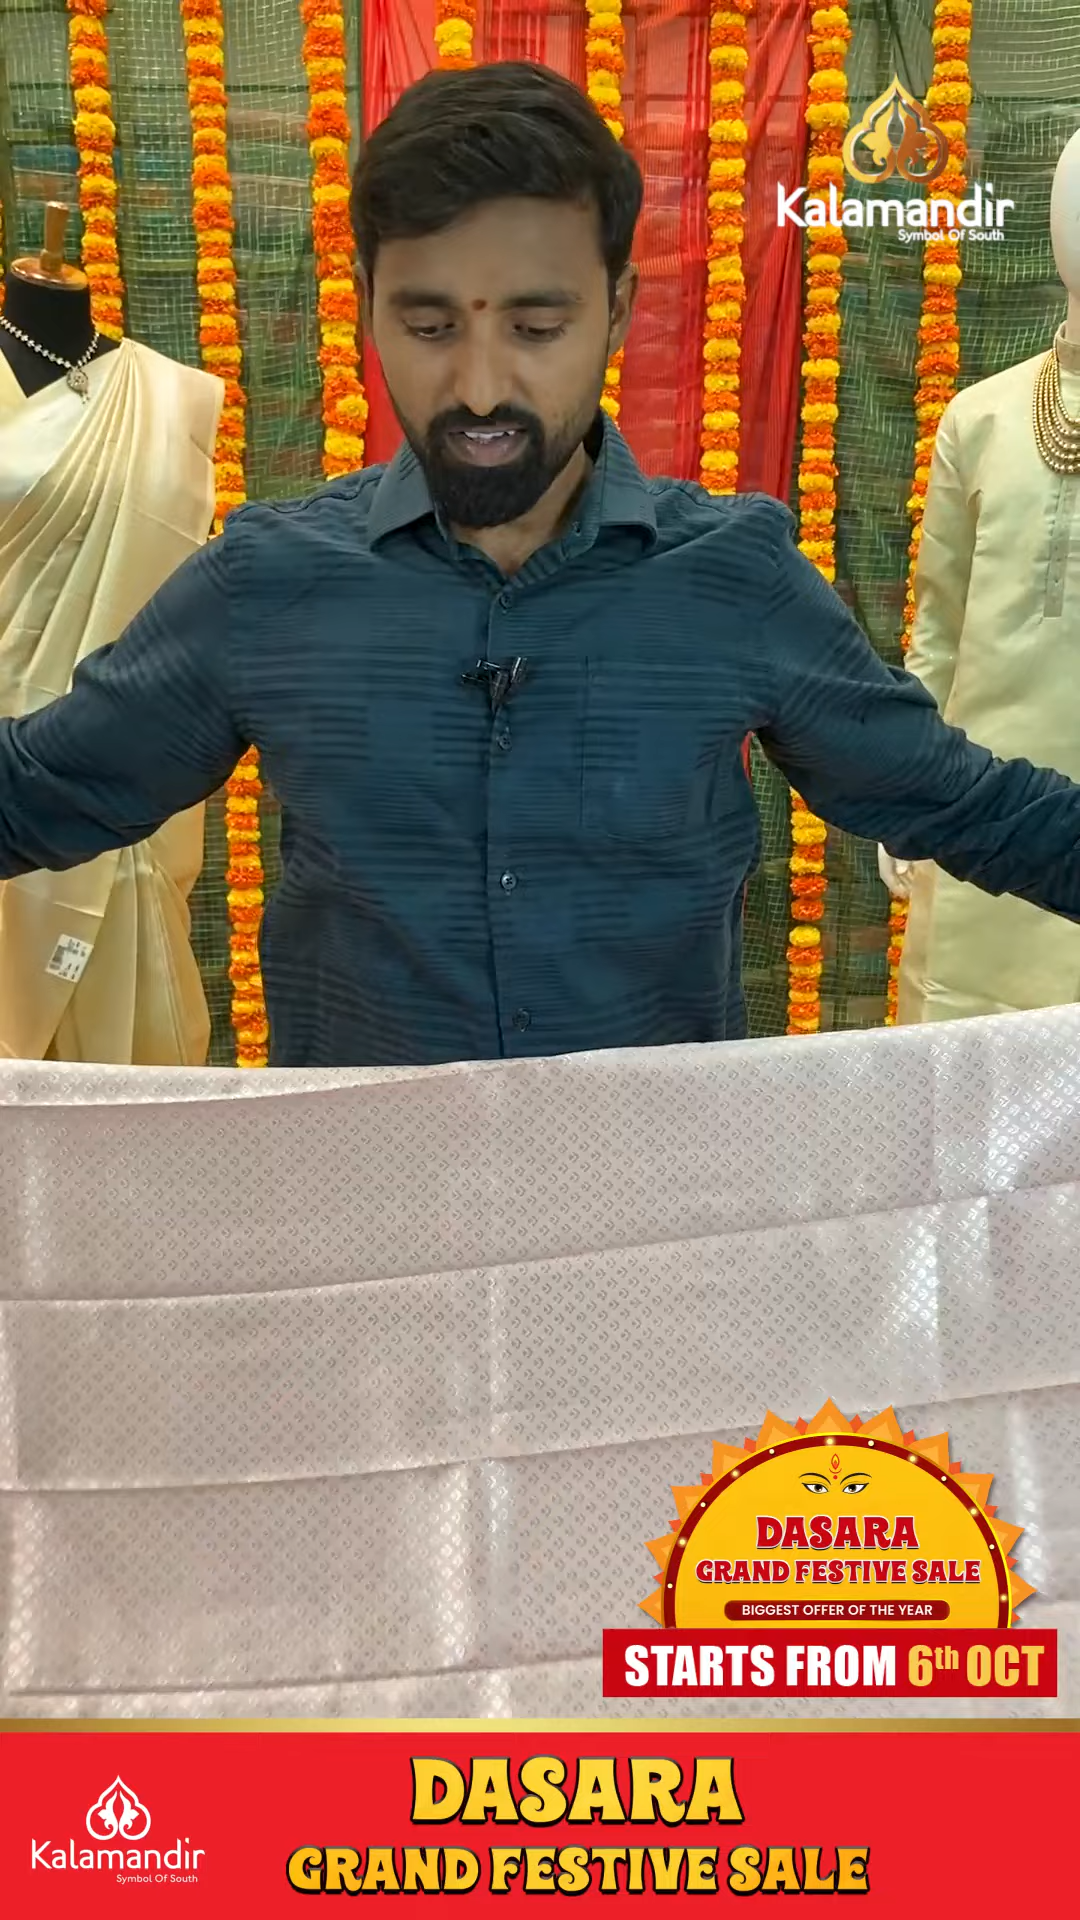 Kalamandir
Symbol Of South
DASARA
GRAND FESTIVE SALE
BIGGEST OFFER OF THE YEAR
STARTS FROM 6th OCT
Kalamandir
Symbol Of South
DASARA
GRAND FESTIVE SALE